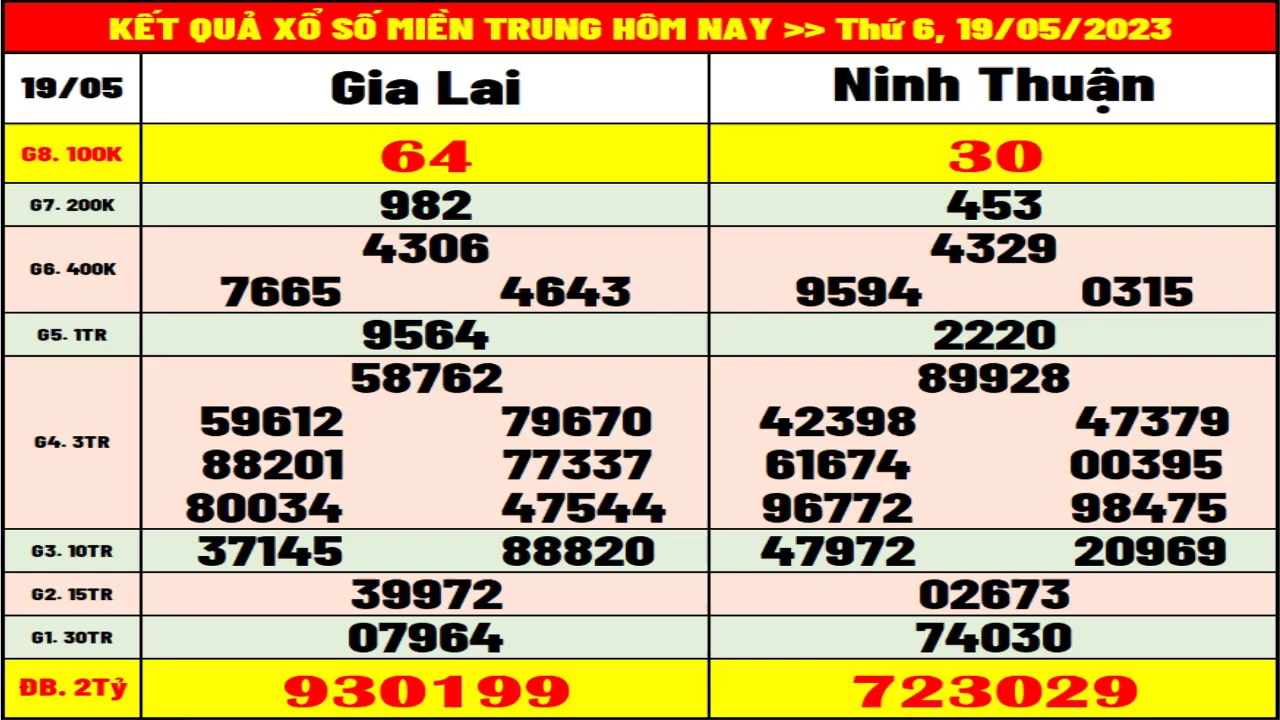 KẾT QUẢ XỔ SỐ MIỀN TRUNG HÔM NAY >> Thứ 6, 19/05/2023
19/05 Gia Lai Ninh Thuận
G8. 100K 64 30
G7. 200K 982 453
G6. 400K
4306 4329
7665 4643 9594 0315
G5. 1TR 9564 2220
G4. 3TR
58762 89928
59612 79670 42398 47379
88201 77337 61674 00395
80034 47544 96772 98475
G3. 10TR 37145 88820 47972 20969
G2. 15TR 39972 02673
G1. 30TR 07964 74030
ĐB. 2Tỷ 930199 723029